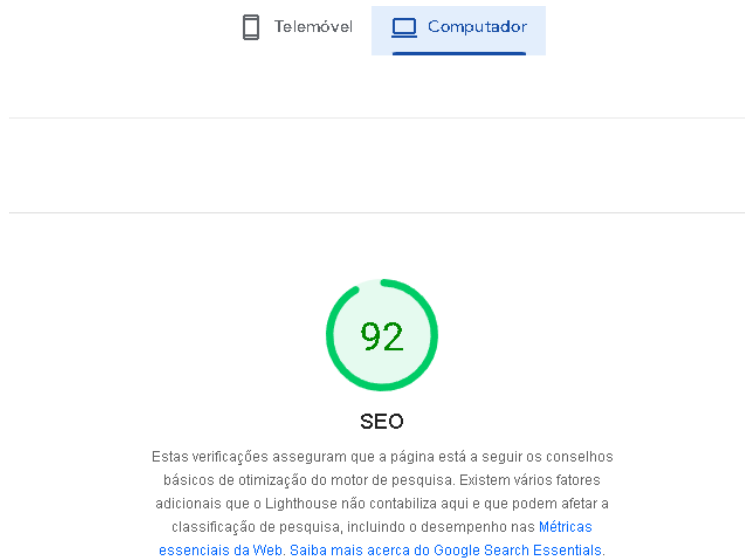 Telemóvel Computador
92
SEO
Estas verificações asseguram que a página está a seguir os conselhos
básicos de otimização do motor de pesquisa. Existem vários fatores
adicionais que o Lighthouse não contabiliza aqui e que podem afetar a
classificação de pesquisa, incluindo o desempenho nas Métricas
essenciais da Web. Saiba mais acerca do Google Search Essentials.